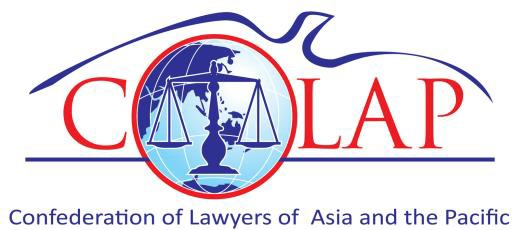 COLAP
Confederation of Lawyers of Asia and the Pacific